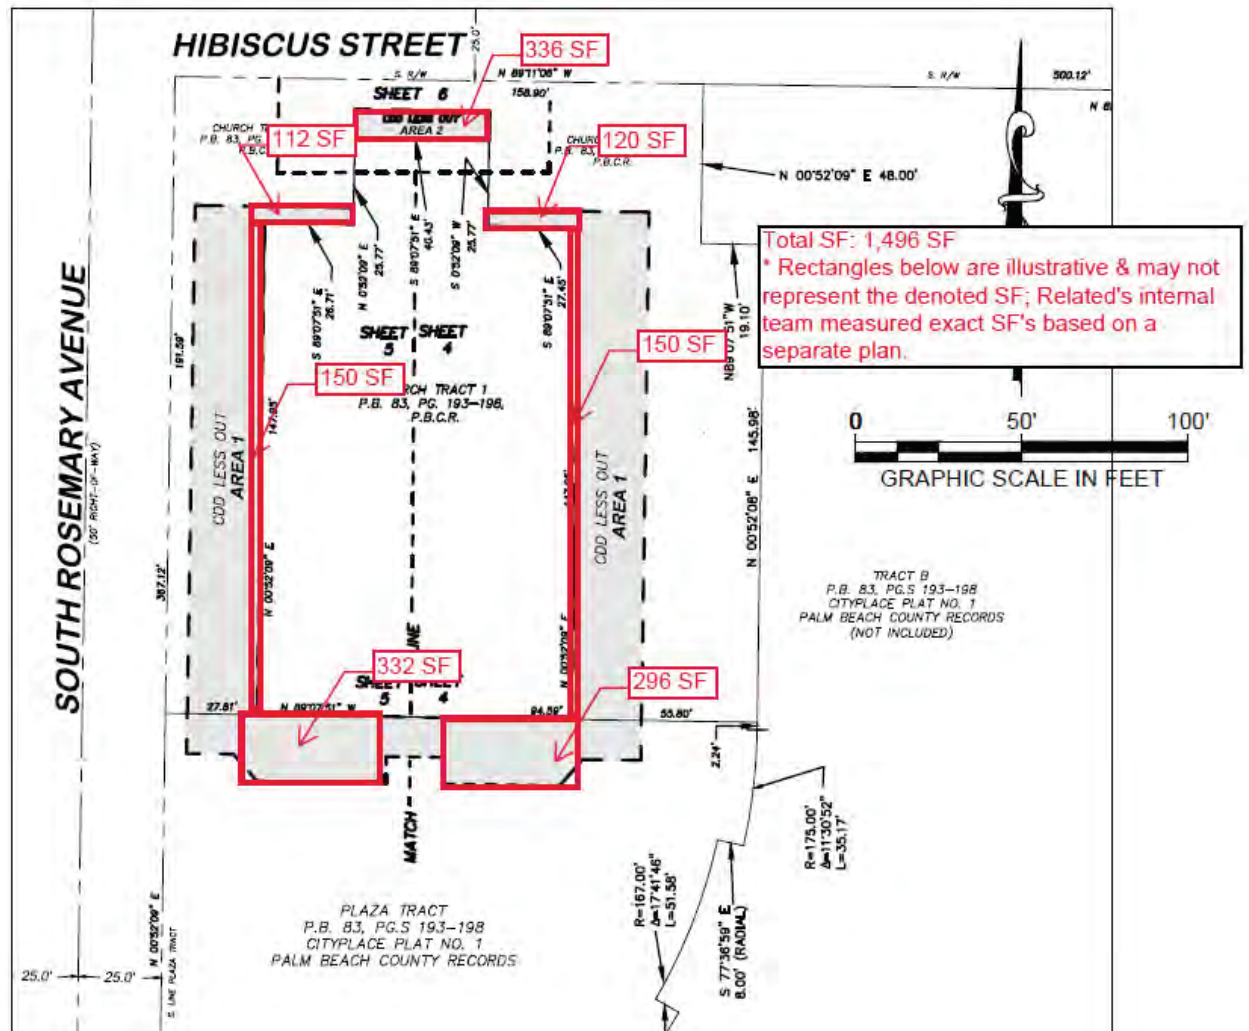 HIBISCUS STREET
25.0'
336 SF
S. R/W
N 89°11'06" W
158.90'
S. R/W
500.12'
SHEET 6
AREA 2
112 SF
120 SF
P.B.C.R.
N 00°52'09" E 48.00'
Total SF: 1,496 SF
* Rectangles below are illustrative & may not
represent the denoted SF; Related's internal
team measured exact SF's based on a
separate plan.
N 0°52'09" E
25.77'
S 89°07'51" E
40.43'
S 0°52'09" W
25.77'
S 89°07'51" E
26.71'
S 89°07'51" E
27.45'
19.10'
SHEET 5
SHEET 4
150 SF
150 SF
TRACT 1
P.B. 83, PG. 193-198,
P.B.C.R.
191.59'
147.95'
SOUTH ROSEMARY AVENUE
(50' RIGHT-OF-WAY)
CDD LESS OUT
AREA 1
CDD LESS OUT
AREA 1
N 00°52'08" E 145.98'
0 50' 100'
GRAPHIC SCALE IN FEET
387.12'
N 00°52'09" E
N 00°52'09" E
TRACT B
P.B. 83, PG.S 193-198
CITYPLACE PLAT NO. 1
PALM BEACH COUNTY RECORDS
(NOT INCLUDED)
332 SF
296 SF
SHEET 5
4
27.81'
N 89°07'51" W
94.59'
55.80'
2.24'
MATCH
R=175.00'
Δ=11°30'52"
L=35.17'
R=167.00'
Δ=17°41'46"
L=51.58'
S 77°36'59" E
8.00' (RADIAL)
PLAZA TRACT
P.B. 83, PG.S 193-198
CITYPLACE PLAT NO. 1
PALM BEACH COUNTY RECORDS
N 00°52'09" E
LINE PLAZA TRACT
25.0'
25.0'